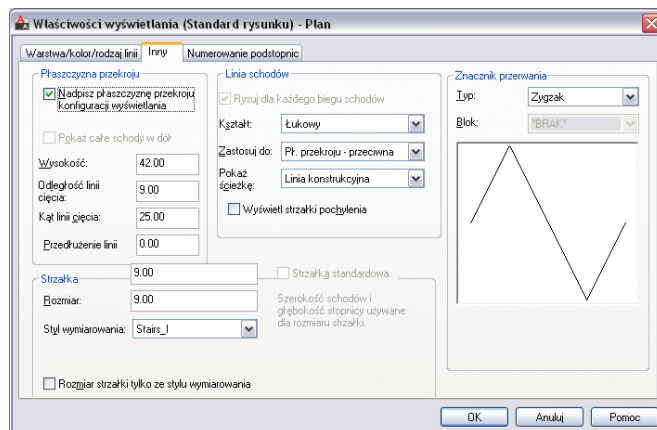 Właściwości wyświetlania (Standard rysunku) - Plan
Warstwa/kolor/rodzaj linii
Inny
Numerowanie podstopnic
Płaszczyzna przekroju
Nadpisz płaszczyznę przekroju
konfiguracji wyświetlania
Pokaż całe schody w dół
Wysokość:
42.00
Odległość linii
cięcia:
9.00
Kąt linii cięcia:
25.00
Przedłużenie linii
0.00
Linia schodów
Rysuj dla każdego biegu schodów
Kształt:
Łukowy
Zastosuj do:
Pł. przekroju - przeciwna
Pokaż
ścieżkę:
Linia konstrukcyjna
Wyświetl strzałki pochylenia
Znacznik przerwania
Typ:
Zygzak
Blok:
*BRAK*
Strzałka
9.00
Rozmiar:
9.00
Styl wymiarowania:
Stairs_I
Strzałka standardowa
Szerokość schodów i
głębokość stopnicy używane
dla rozmiaru strzałki.
Rozmiar strzałki tylko ze stylu wymiarowania
OK
Anuluj
Pomoc